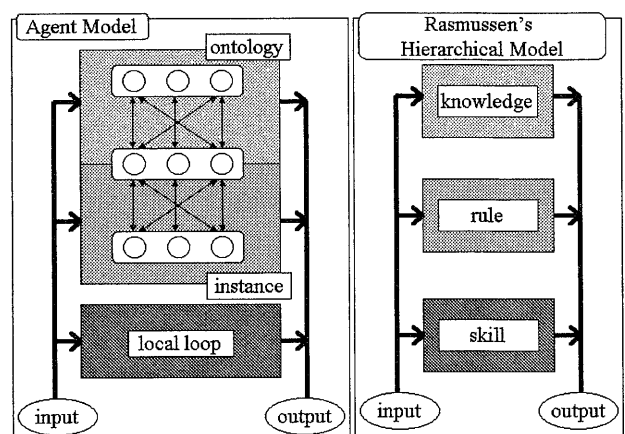 Agent Model
ontology
instance
local loop
input
output
Rasmussen's
Hierarchical Model
knowledge
rule
skill
input
output